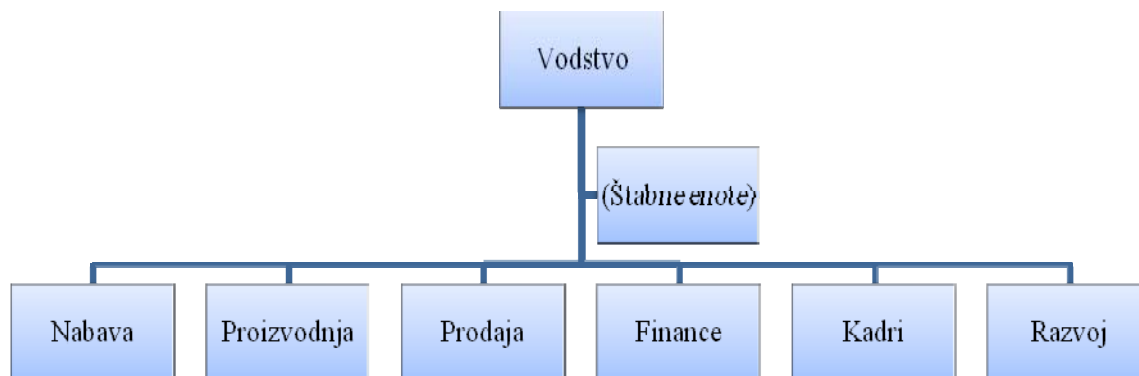 Vodstvo
(Štabne enote)
Nabava
Proizvodnja
Prodaja
Finance
Kadri
Razvoj